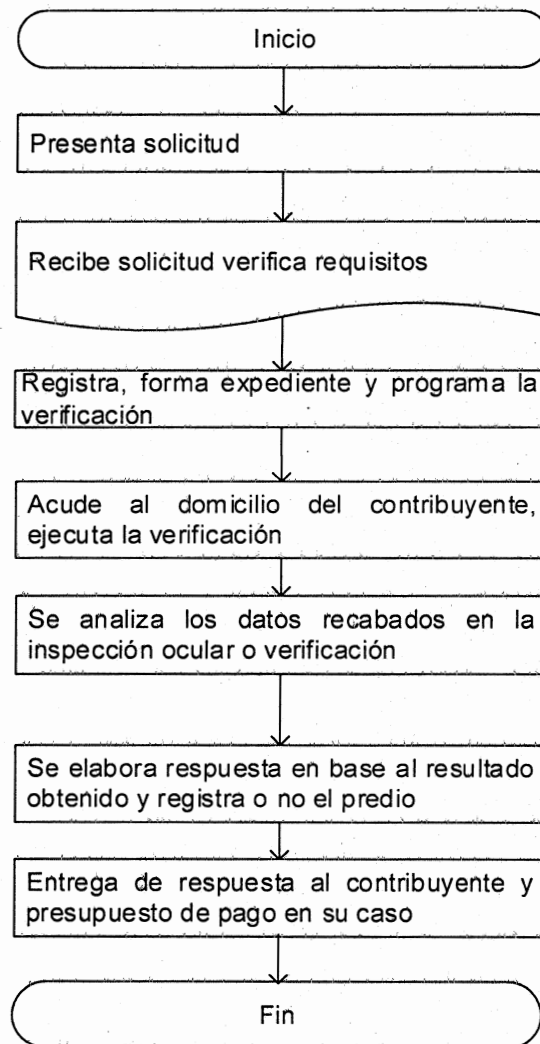 Inicio
Presenta solicitud
Recibe solicitud verifica requisitos
Registra, forma expediente y programa la
verificación
Acude al domicilio del contribuyente,
ejecuta la verificación
Se analiza los datos recabados en la
inspección ocular o verificación
Se elabora respuesta en base al resultado
obtenido y registra o no el predio
Entrega de respuesta al contribuyente y
presupuesto de pago en su caso
Fin